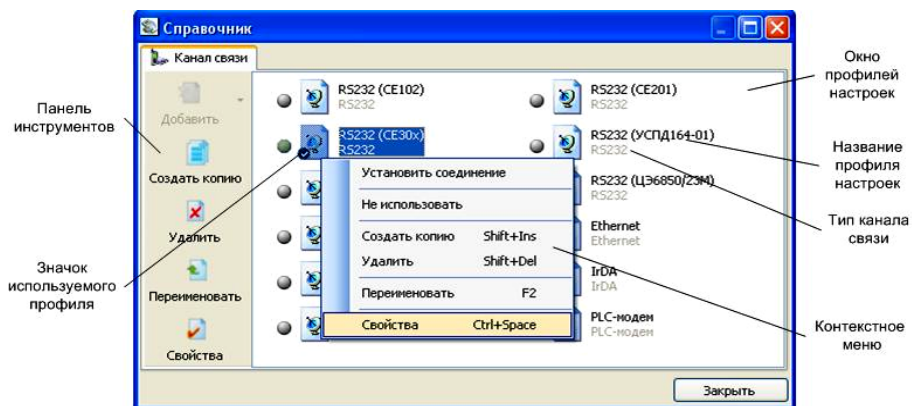 Справочник
Канал связи
Окно
профилей
настроек
Панель
инструментов
Добавить
RS232 (CE102)
RS232
RS232 (CE201)
RS232
RS232 (CE30x)
RS232
RS232 (УСПД164-01)
RS232
Название
профиля
настроек
Создать копию
Установить соединение
RS232 (ЦЭ6850/23М)
RS232
Не использовать
Удалить
Создать копию Shift+Ins
Ethernet
Ethernet
Тип канала
связи
Удалить Shift+Del
Значок
используемого
профиля
Переименовать
IrDA
IrDA
Переименовать F2
Свойства Ctrl+Space
PLC-модем
PLC-модем
Контекстное
меню
Свойства
Закрыть